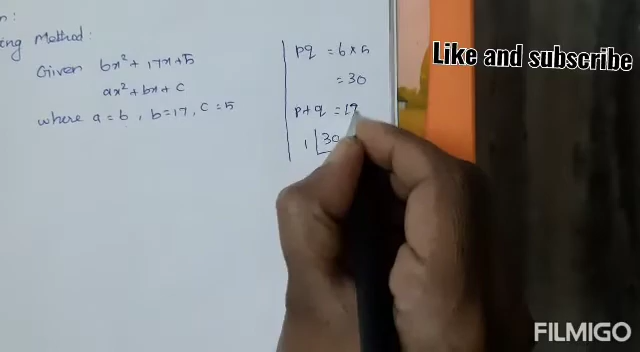 n:
ing Method:
Given 6x² + 17x + 5
ax² + bx + c
where a = 6, b = 17, c = 5
pq = 6 × 5
= 30
p + q = 17
1 | 30
Like and subscribe
FILMIGO